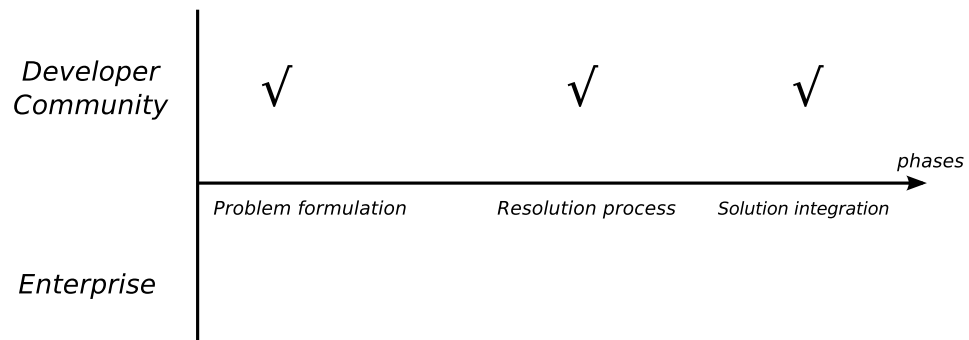 Developer
Community
√ √ √
phases
Problem formulation Resolution process Solution integration
Enterprise